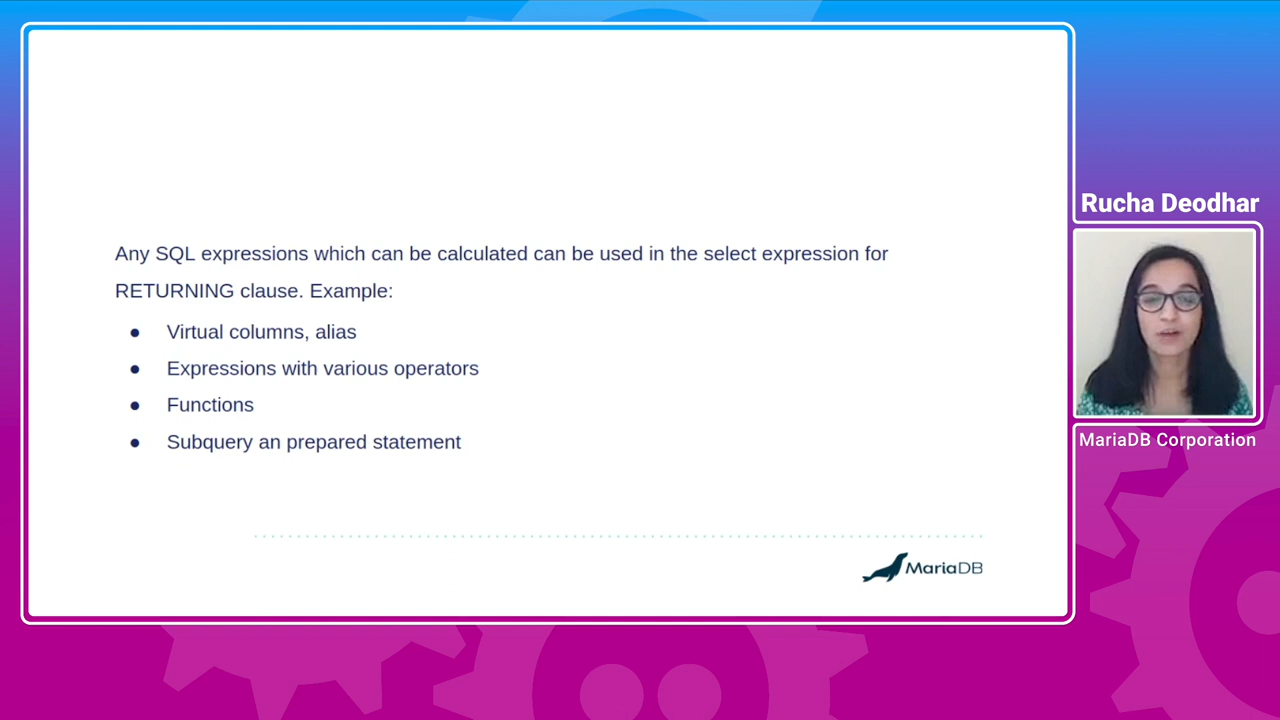 Any SQL expressions which can be calculated can be used in the select expression for
RETURNING clause. Example:
● Virtual columns, alias
● Expressions with various operators
● Functions
● Subquery an prepared statement
MariaDB
Rucha Deodhar
MariaDB Corporation